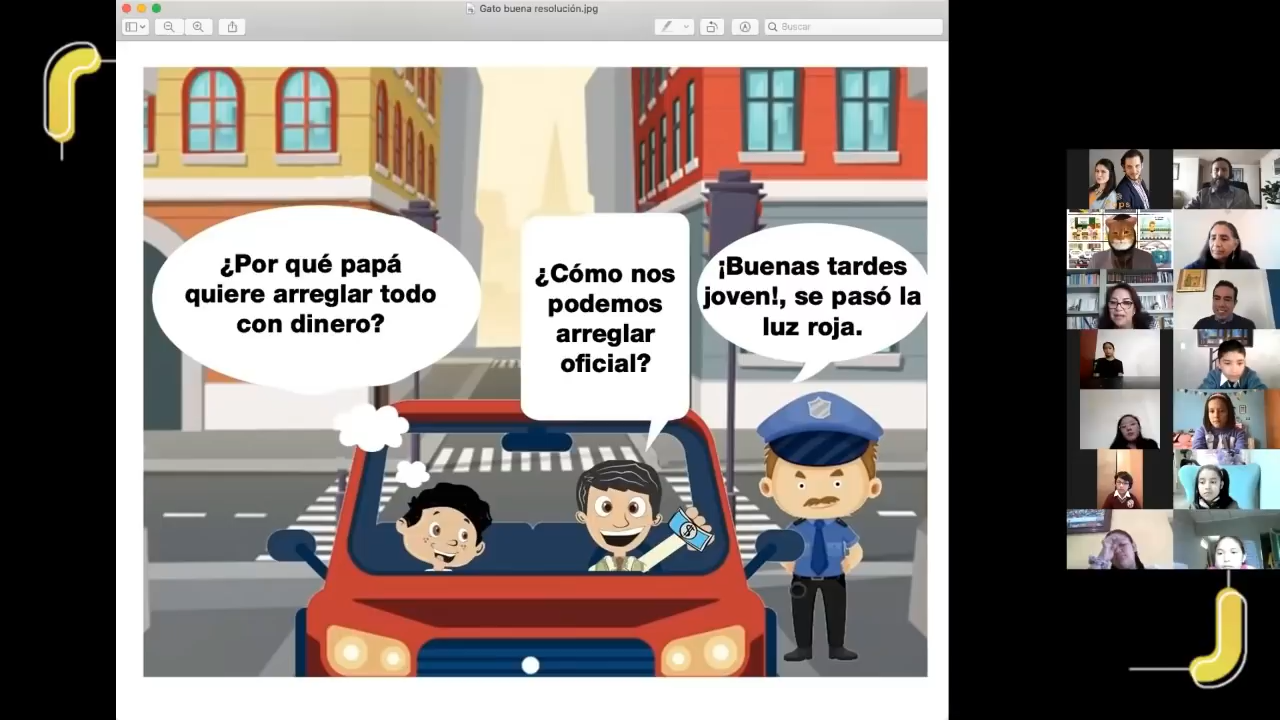 Gato buena resolución.jpg
Buscar
¿Por qué papá
quiere arreglar todo
con dinero?
¿Cómo nos
podemos
arreglar
oficial?
¡Buenas tardes
joven!, se pasó la
luz roja.
$